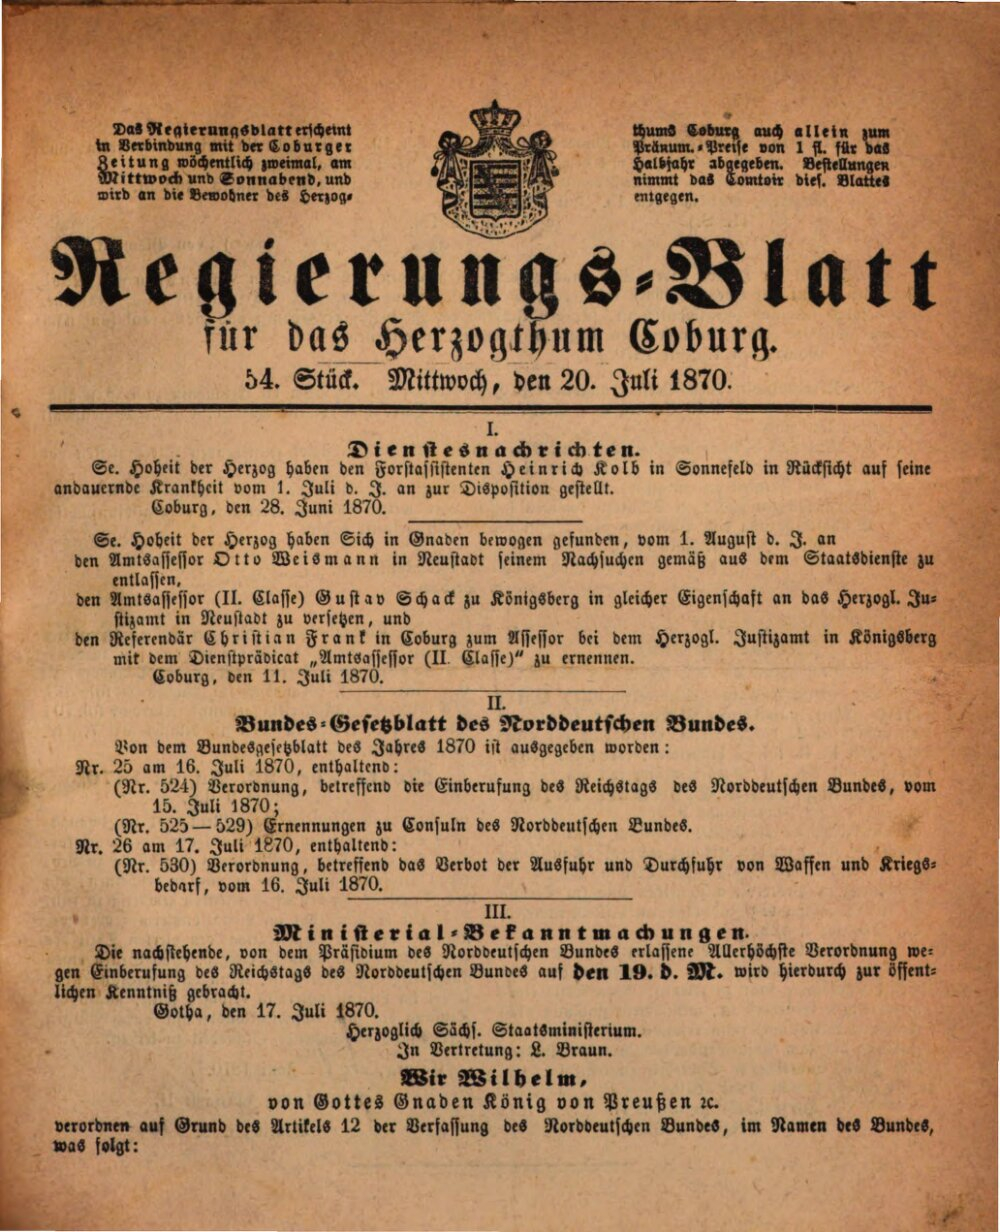 Das Regierungsblatt erscheint
in Verbindung mit der Coburger
Zeitung wöchentlich zweimal, am
Mittwoch und Sonnabend, und
wird an die Bewohner des Herzog-
thums Coburg auch allein zum
Pränum.-Preise von 1 fl. für das
Halbjahr abgegeben. Bestellungen
nimmt das Comtoir dies. Blattes
entgegen.
Regierungs-Blatt
für das Herzogthum Coburg.
54. Stück. Mittwoch, den 20. Juli 1870.
I.
Dienstesnachrichten.
Se. Hoheit der Herzog haben den Forstassistenten Heinrich Kolb in Sonnefeld in Rücksicht auf seine
andauernde Krankheit vom 1. Juli d. J. an zur Disposition gestellt.
Coburg, den 28. Juni 1870.
Se. Hoheit der Herzog haben Sich in Gnaden bewogen gefunden, vom 1. August d. J. an
den Amtsassessor Otto Weismann in Neustadt seinem Nachsuchen gemäß aus dem Staatsdienste zu
entlassen,
den Amtsassessor (II. Classe) Gustav Schack zu Königsberg in gleicher Eigenschaft an das Herzogl. Ju-
stizamt in Neustadt zu versetzen, und
den Referendär Christian Frank in Coburg zum Assessor bei dem Herzogl. Justizamt in Königsberg
mit dem Dienstprädicat „Amtsassessor (II. Classe)“ zu ernennen.
Coburg, den 11. Juli 1870.
II.
Bundes-Gesetzblatt des Norddeutschen Bundes.
Von dem Bundesgesetzblatt des Jahres 1870 ist ausgegeben worden:
Nr. 25 am 16. Juli 1870, enthaltend:
(Nr. 524) Verordnung, betreffend die Einberufung des Reichstags des Norddeutschen Bundes, vom
15. Juli 1870;
(Nr. 525—529) Ernennungen zu Consuln des Norddeutschen Bundes.
Nr. 26 am 17. Juli 1870, enthaltend:
(Nr. 530) Verordnung, betreffend das Verbot der Ausfuhr und Durchfuhr von Waffen und Kriegs-
bedarf, vom 16. Juli 1870.
III.
Ministerial-Bekanntmachungen.
Die nachstehende, von dem Präsidium des Norddeutschen Bundes erlassene Allerhöchste Verordnung we-
gen Einberufung des Reichstags des Norddeutschen Bundes auf den 19. d. M. wird hierdurch zur öffent-
lichen Kenntniß gebracht.
Gotha, den 17. Juli 1870.
Herzoglich Sächs. Staatsministerium.
In Vertretung: L. Braun.
Wir Wilhelm,
von Gottes Gnaden König von Preußen ꝛc.
verordnen auf Grund des Artikels 12 der Verfassung des Norddeutschen Bundes, im Namen des Bundes,
was folgt: